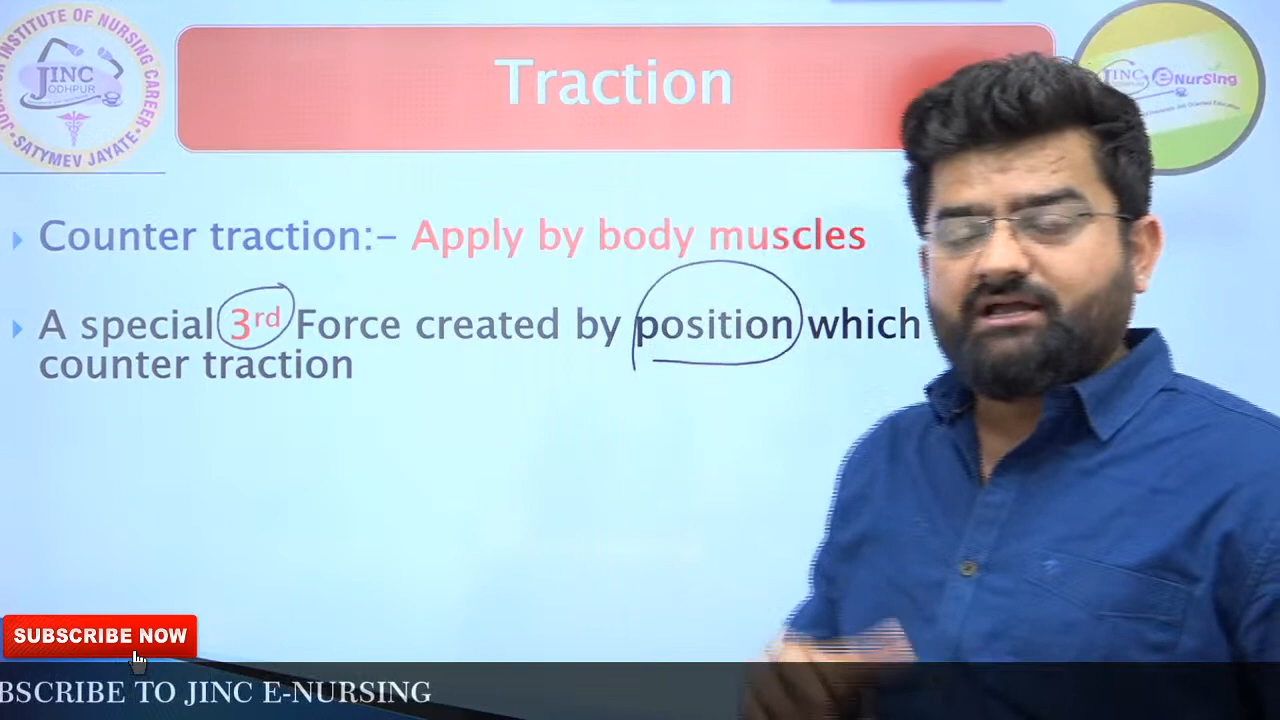 INSTITUTE OF NURSING CAREER
JINC
JODHPUR
SATYMEV JAYATE
Traction
JINC
eNursing
Counter traction:- Apply by body muscles
A special 3rd Force created by position which
counter traction
SUBSCRIBE NOW
BSCRIBE TO JINC E-NURSING